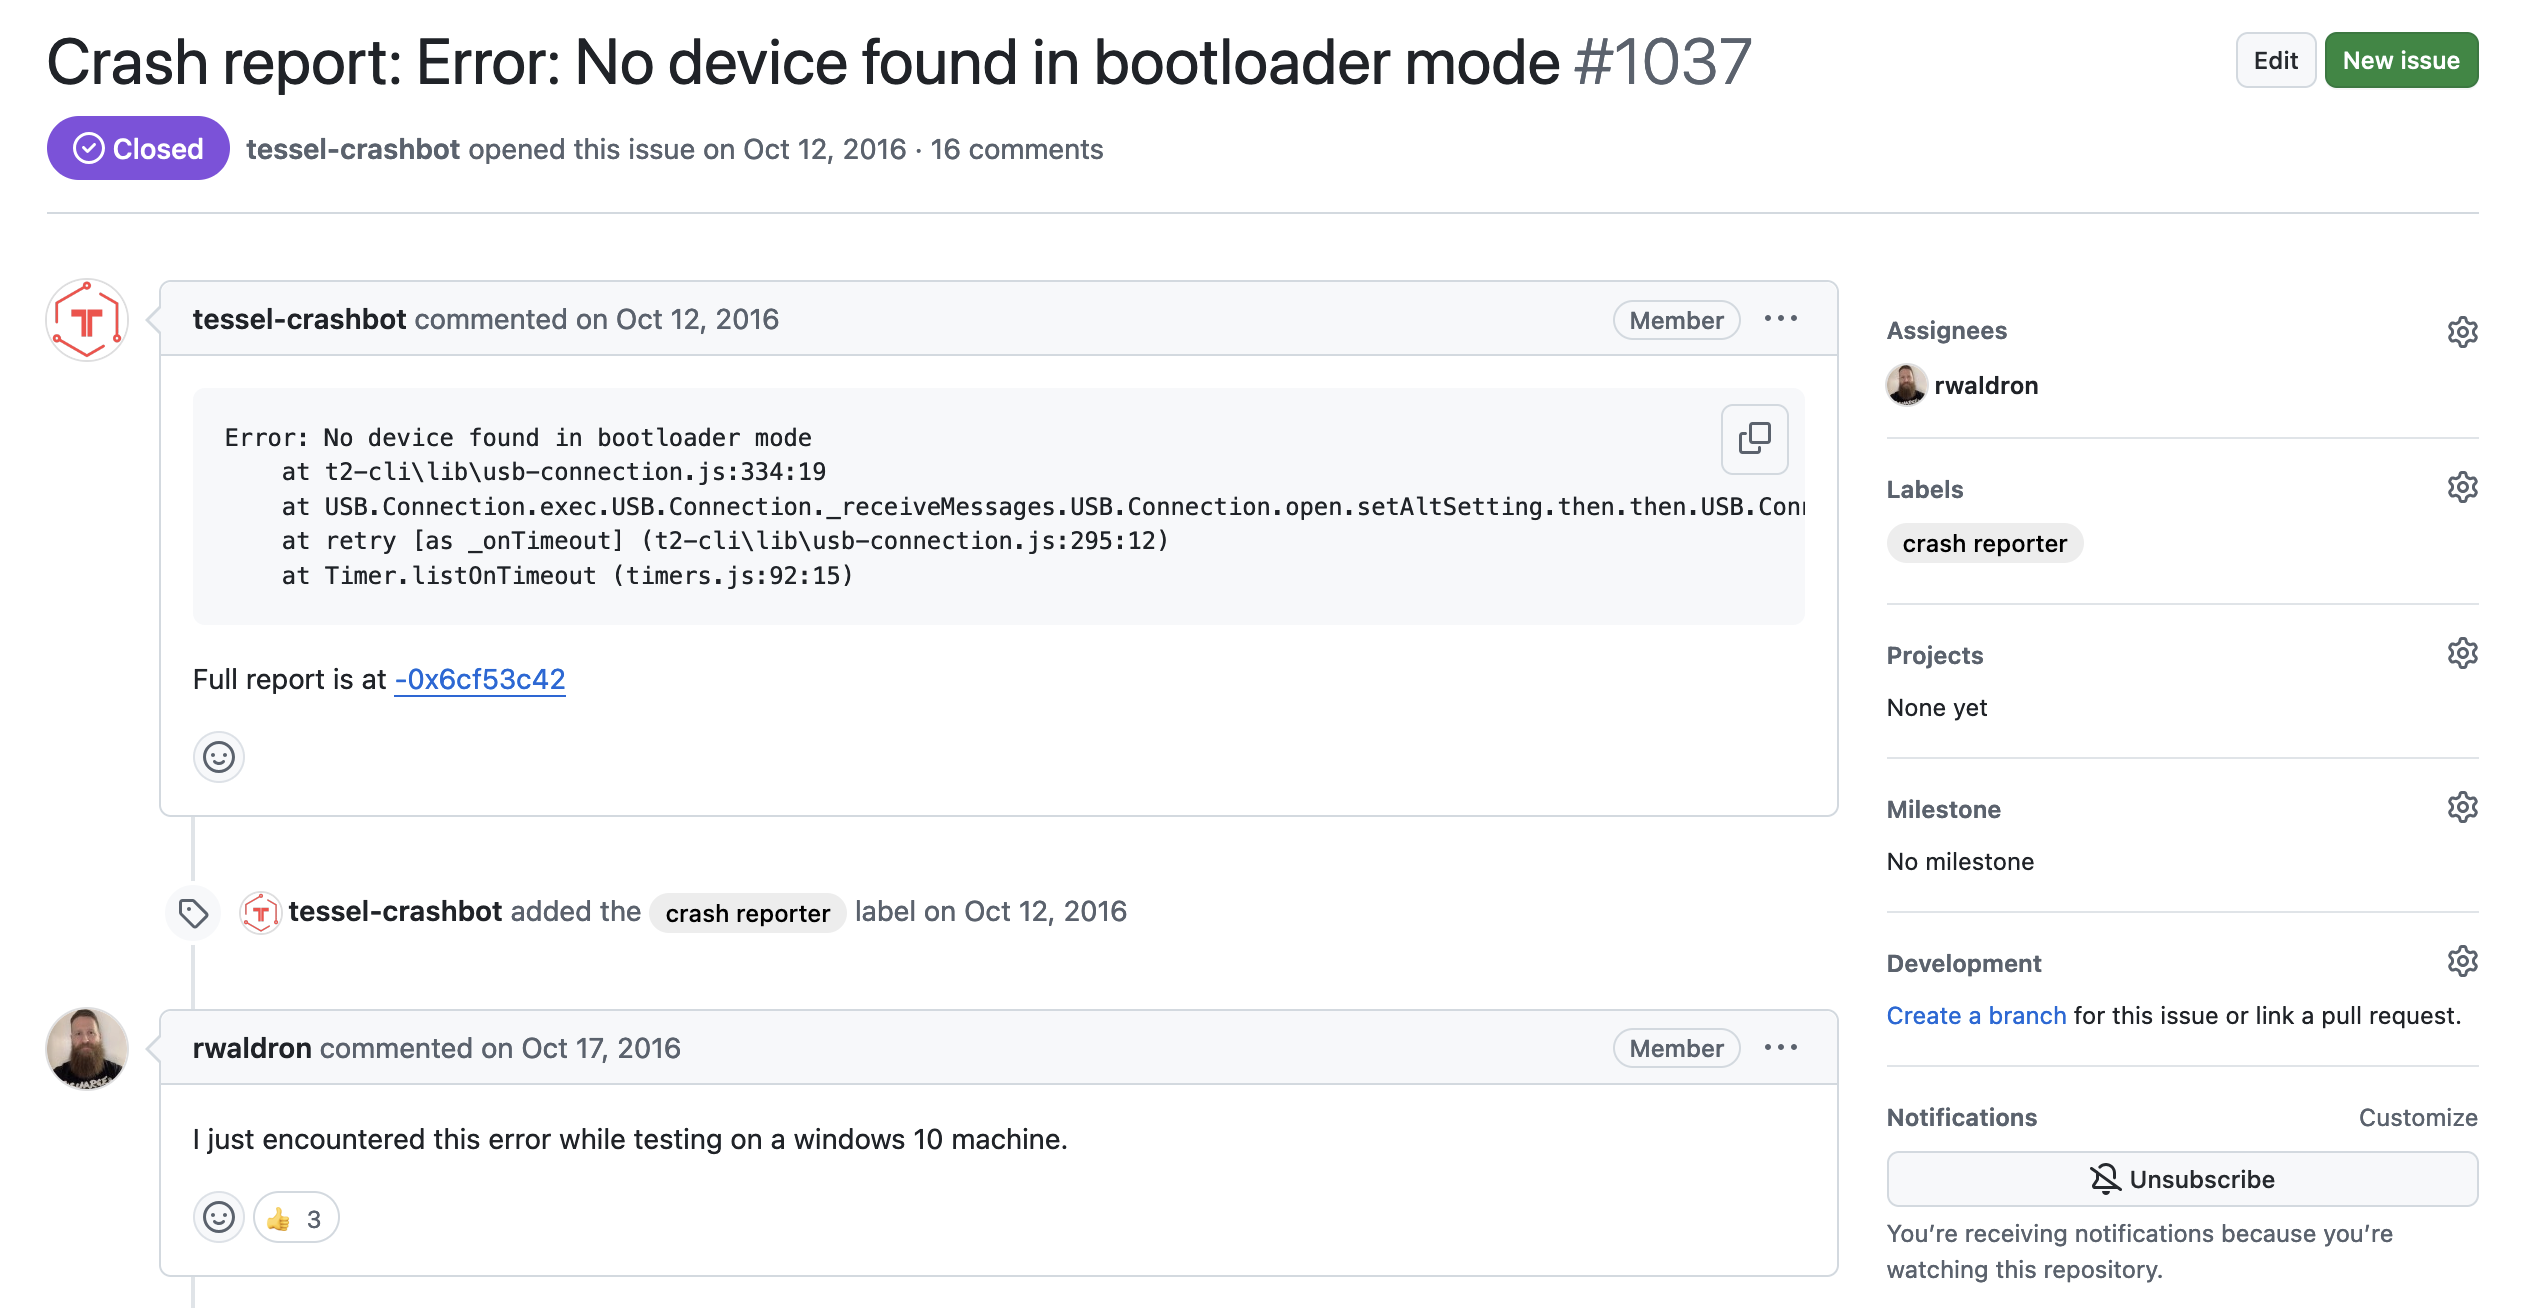 Crash report: Error: No device found in bootloader mode #1037
Edit
New issue
Closed
tessel-crashbot opened this issue on Oct 12, 2016 · 16 comments
tessel-crashbot commented on Oct 12, 2016
Member
Error: No device found in bootloader mode
    at t2-cli\lib\usb-connection.js:334:19
    at USB.Connection.exec.USB.Connection._receiveMessages.USB.Connection.open.setAltSetting.then.then.USB.Con
    at retry [as _onTimeout] (t2-cli\lib\usb-connection.js:295:12)
    at Timer.listOnTimeout (timers.js:92:15)
Full report is at -0x6cf53c42
tessel-crashbot added the crash reporter label on Oct 12, 2016
rwaldron commented on Oct 17, 2016
Member
I just encountered this error while testing on a windows 10 machine.
👍 3
Assignees
rwaldron
Labels
crash reporter
Projects
None yet
Milestone
No milestone
Development
Create a branch for this issue or link a pull request.
Notifications
Customize
Unsubscribe
You’re receiving notifications because you’re
watching this repository.